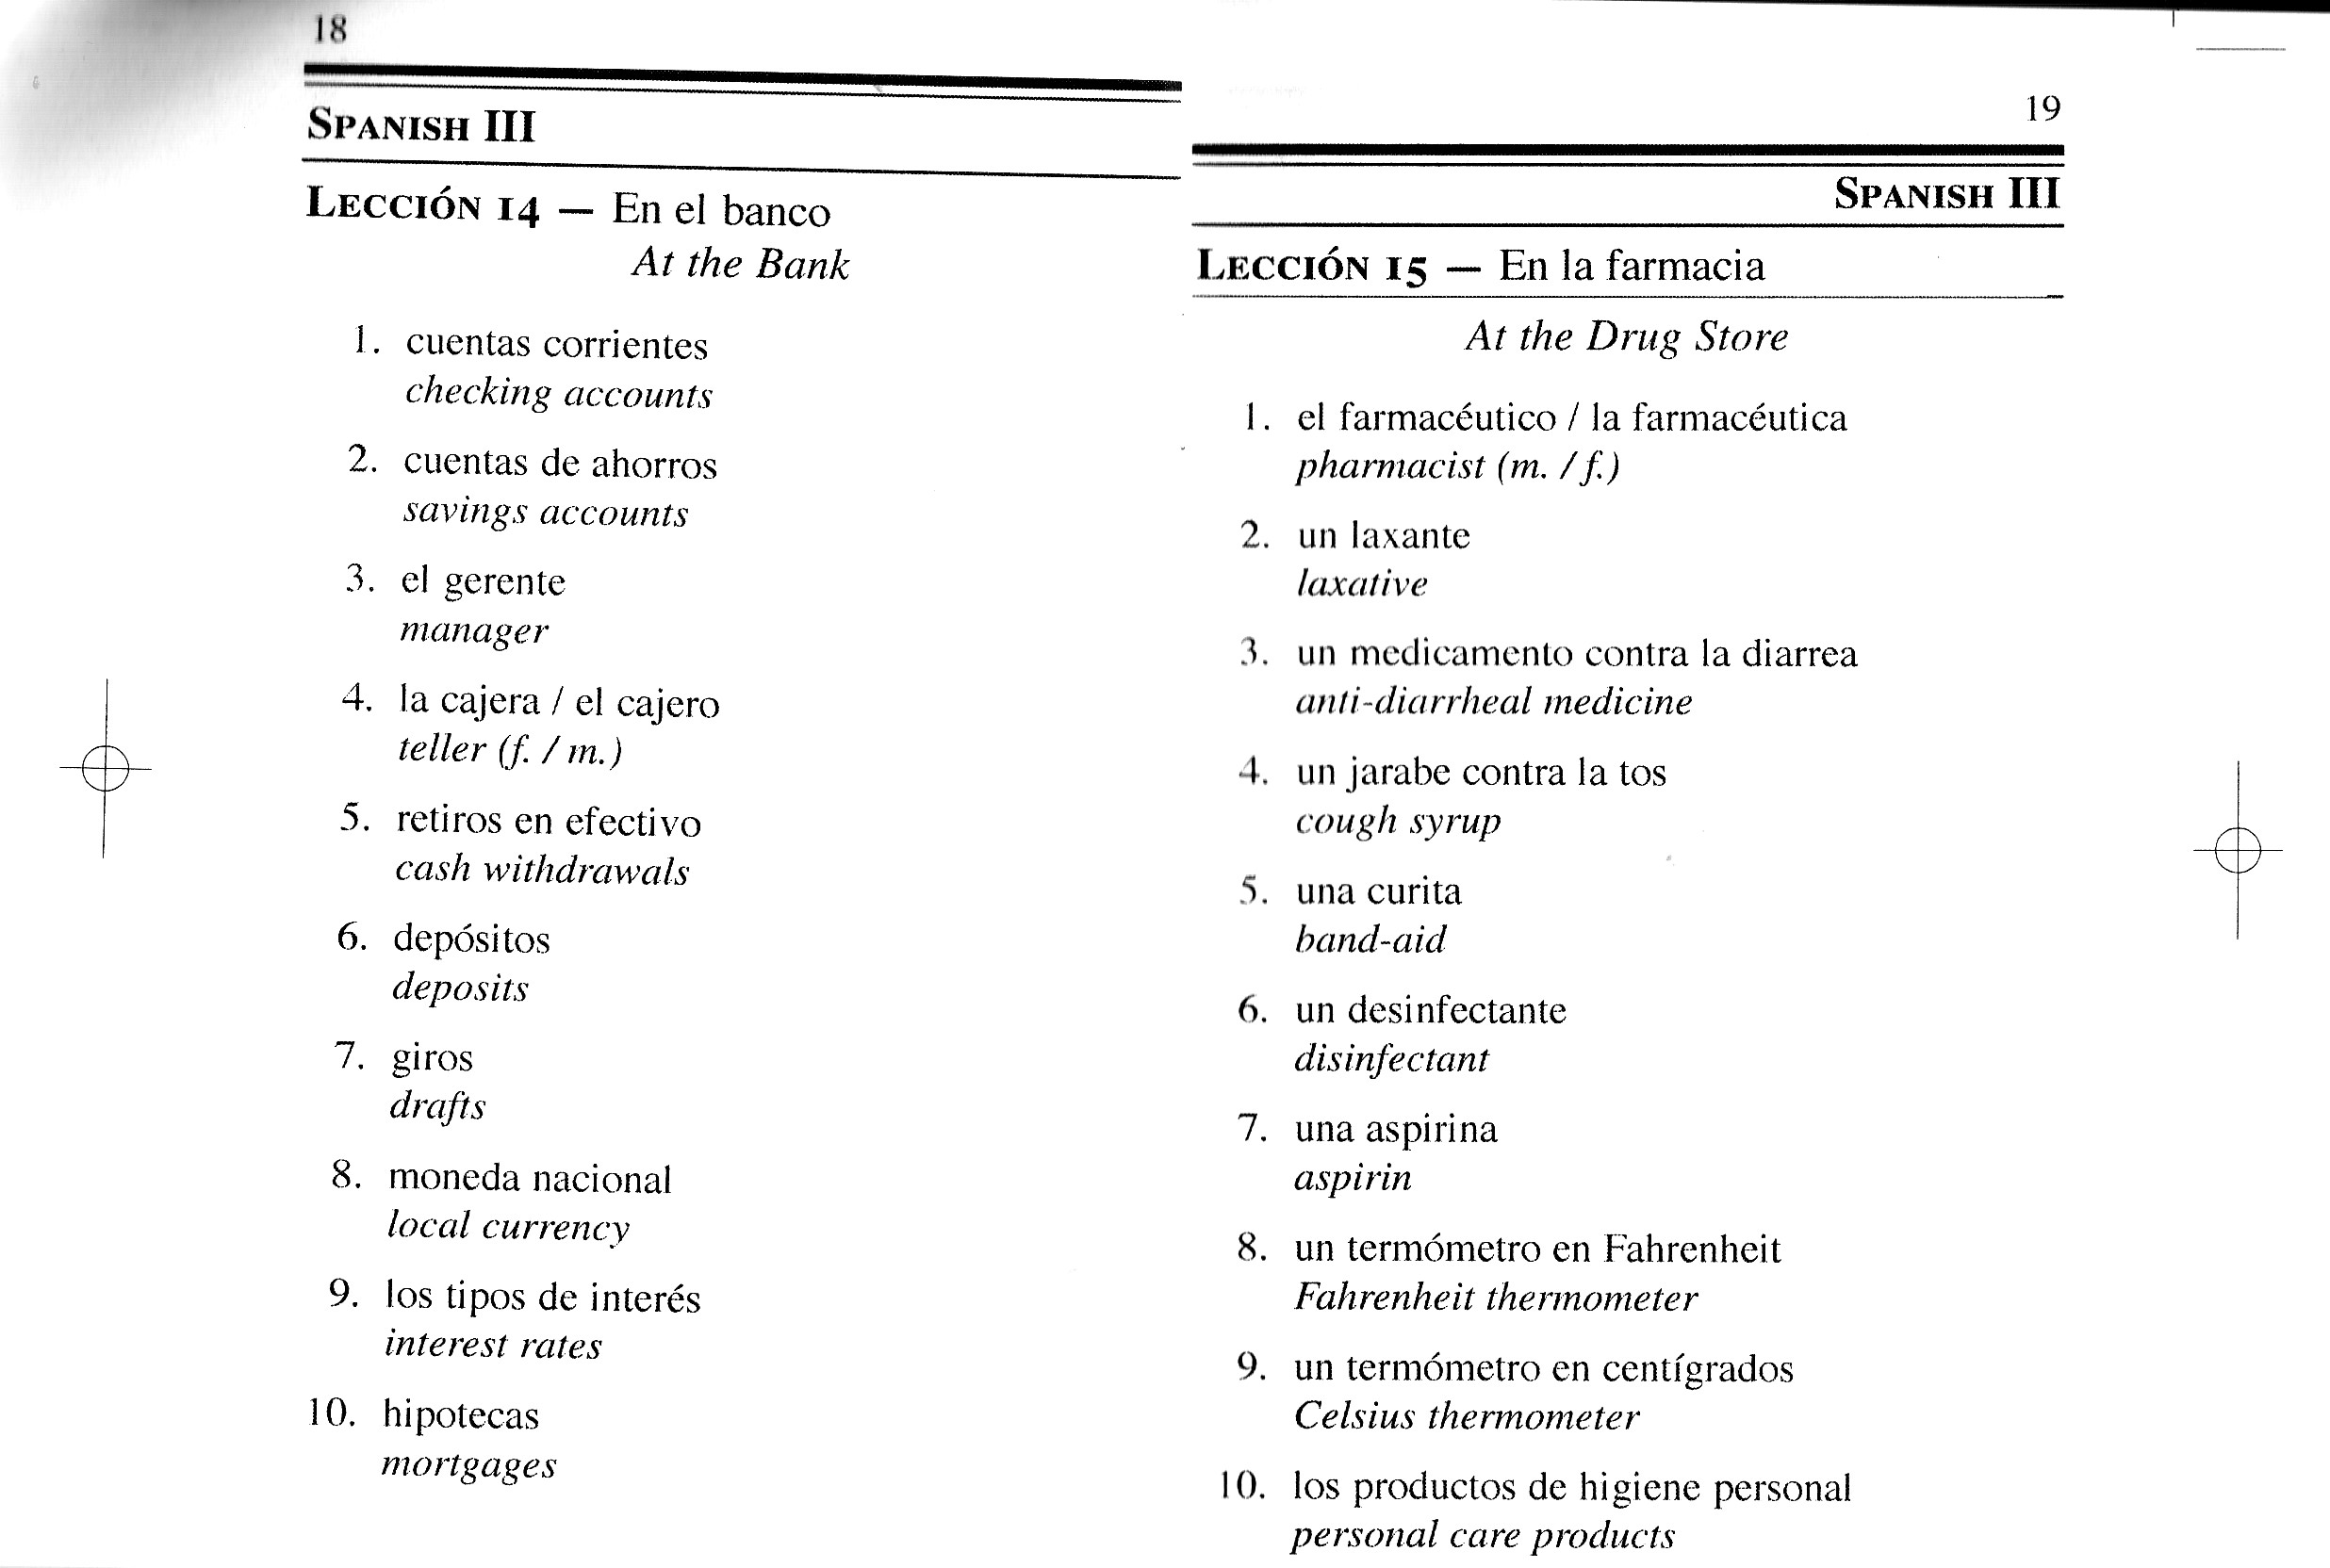 18
SPANISH III
LECCIÓN 14 — En el banco
At the Bank
1. cuentas corrientes
checking accounts
2. cuentas de ahorros
savings accounts
3. el gerente
manager
4. la cajera / el cajero
teller (f. / m.)
5. retiros en efectivo
cash withdrawals
6. depósitos
deposits
7. giros
drafts
8. moneda nacional
local currency
9. los tipos de interés
interest rates
10. hipotecas
mortgages
19
SPANISH III
LECCIÓN 15 — En la farmacia
At the Drug Store
1. el farmacéutico / la farmacéutica
pharmacist (m. / f.)
2. un laxante
laxative
3. un medicamento contra la diarrea
anti-diarrheal medicine
4. un jarabe contra la tos
cough syrup
5. una curita
band-aid
6. un desinfectante
disinfectant
7. una aspirina
aspirin
8. un termómetro en Fahrenheit
Fahrenheit thermometer
9. un termómetro en centígrados
Celsius thermometer
10. los productos de higiene personal
personal care products